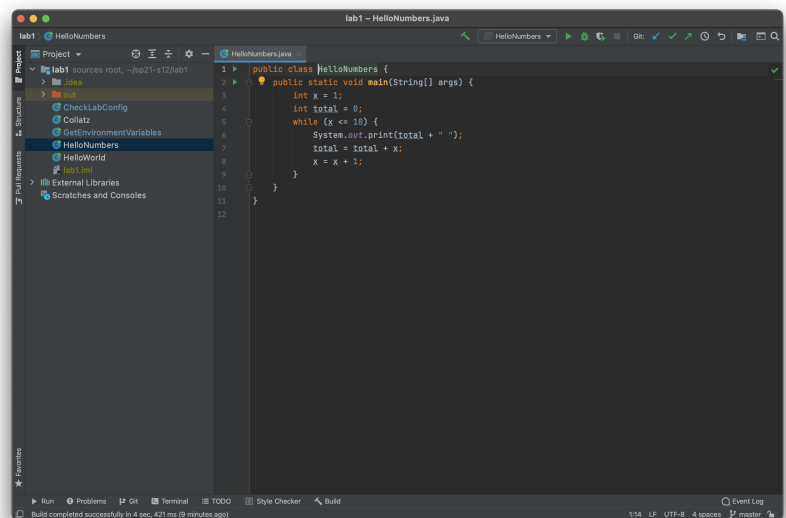 lab1 – HelloNumbers.java
lab1 HelloNumbers
HelloNumbers
Git:
Project
Project
HelloNumbers.java
lab1 sources root, ~/sp21-s12/lab1
.idea
out
CheckLabConfig
Collatz
GetEnvironmentVariables
HelloNumbers
HelloWorld
lab1.iml
External Libraries
Scratches and Consoles
Structure
Pull Requests
Favorites
1 public class HelloNumbers {
2 public static void main(String[] args) {
3 int x = 1;
4 int total = 0;
5 while (x <= 10) {
6 System.out.print(total + " ");
7 total = total + x;
8 x = x + 1;
9 }
10 }
11 }
12
Run Problems Git Terminal TODO Style Checker Build Event Log
Build completed successfully in 4 sec, 421 ms (9 minutes ago) 1:14 LF UTF-8 4 spaces master